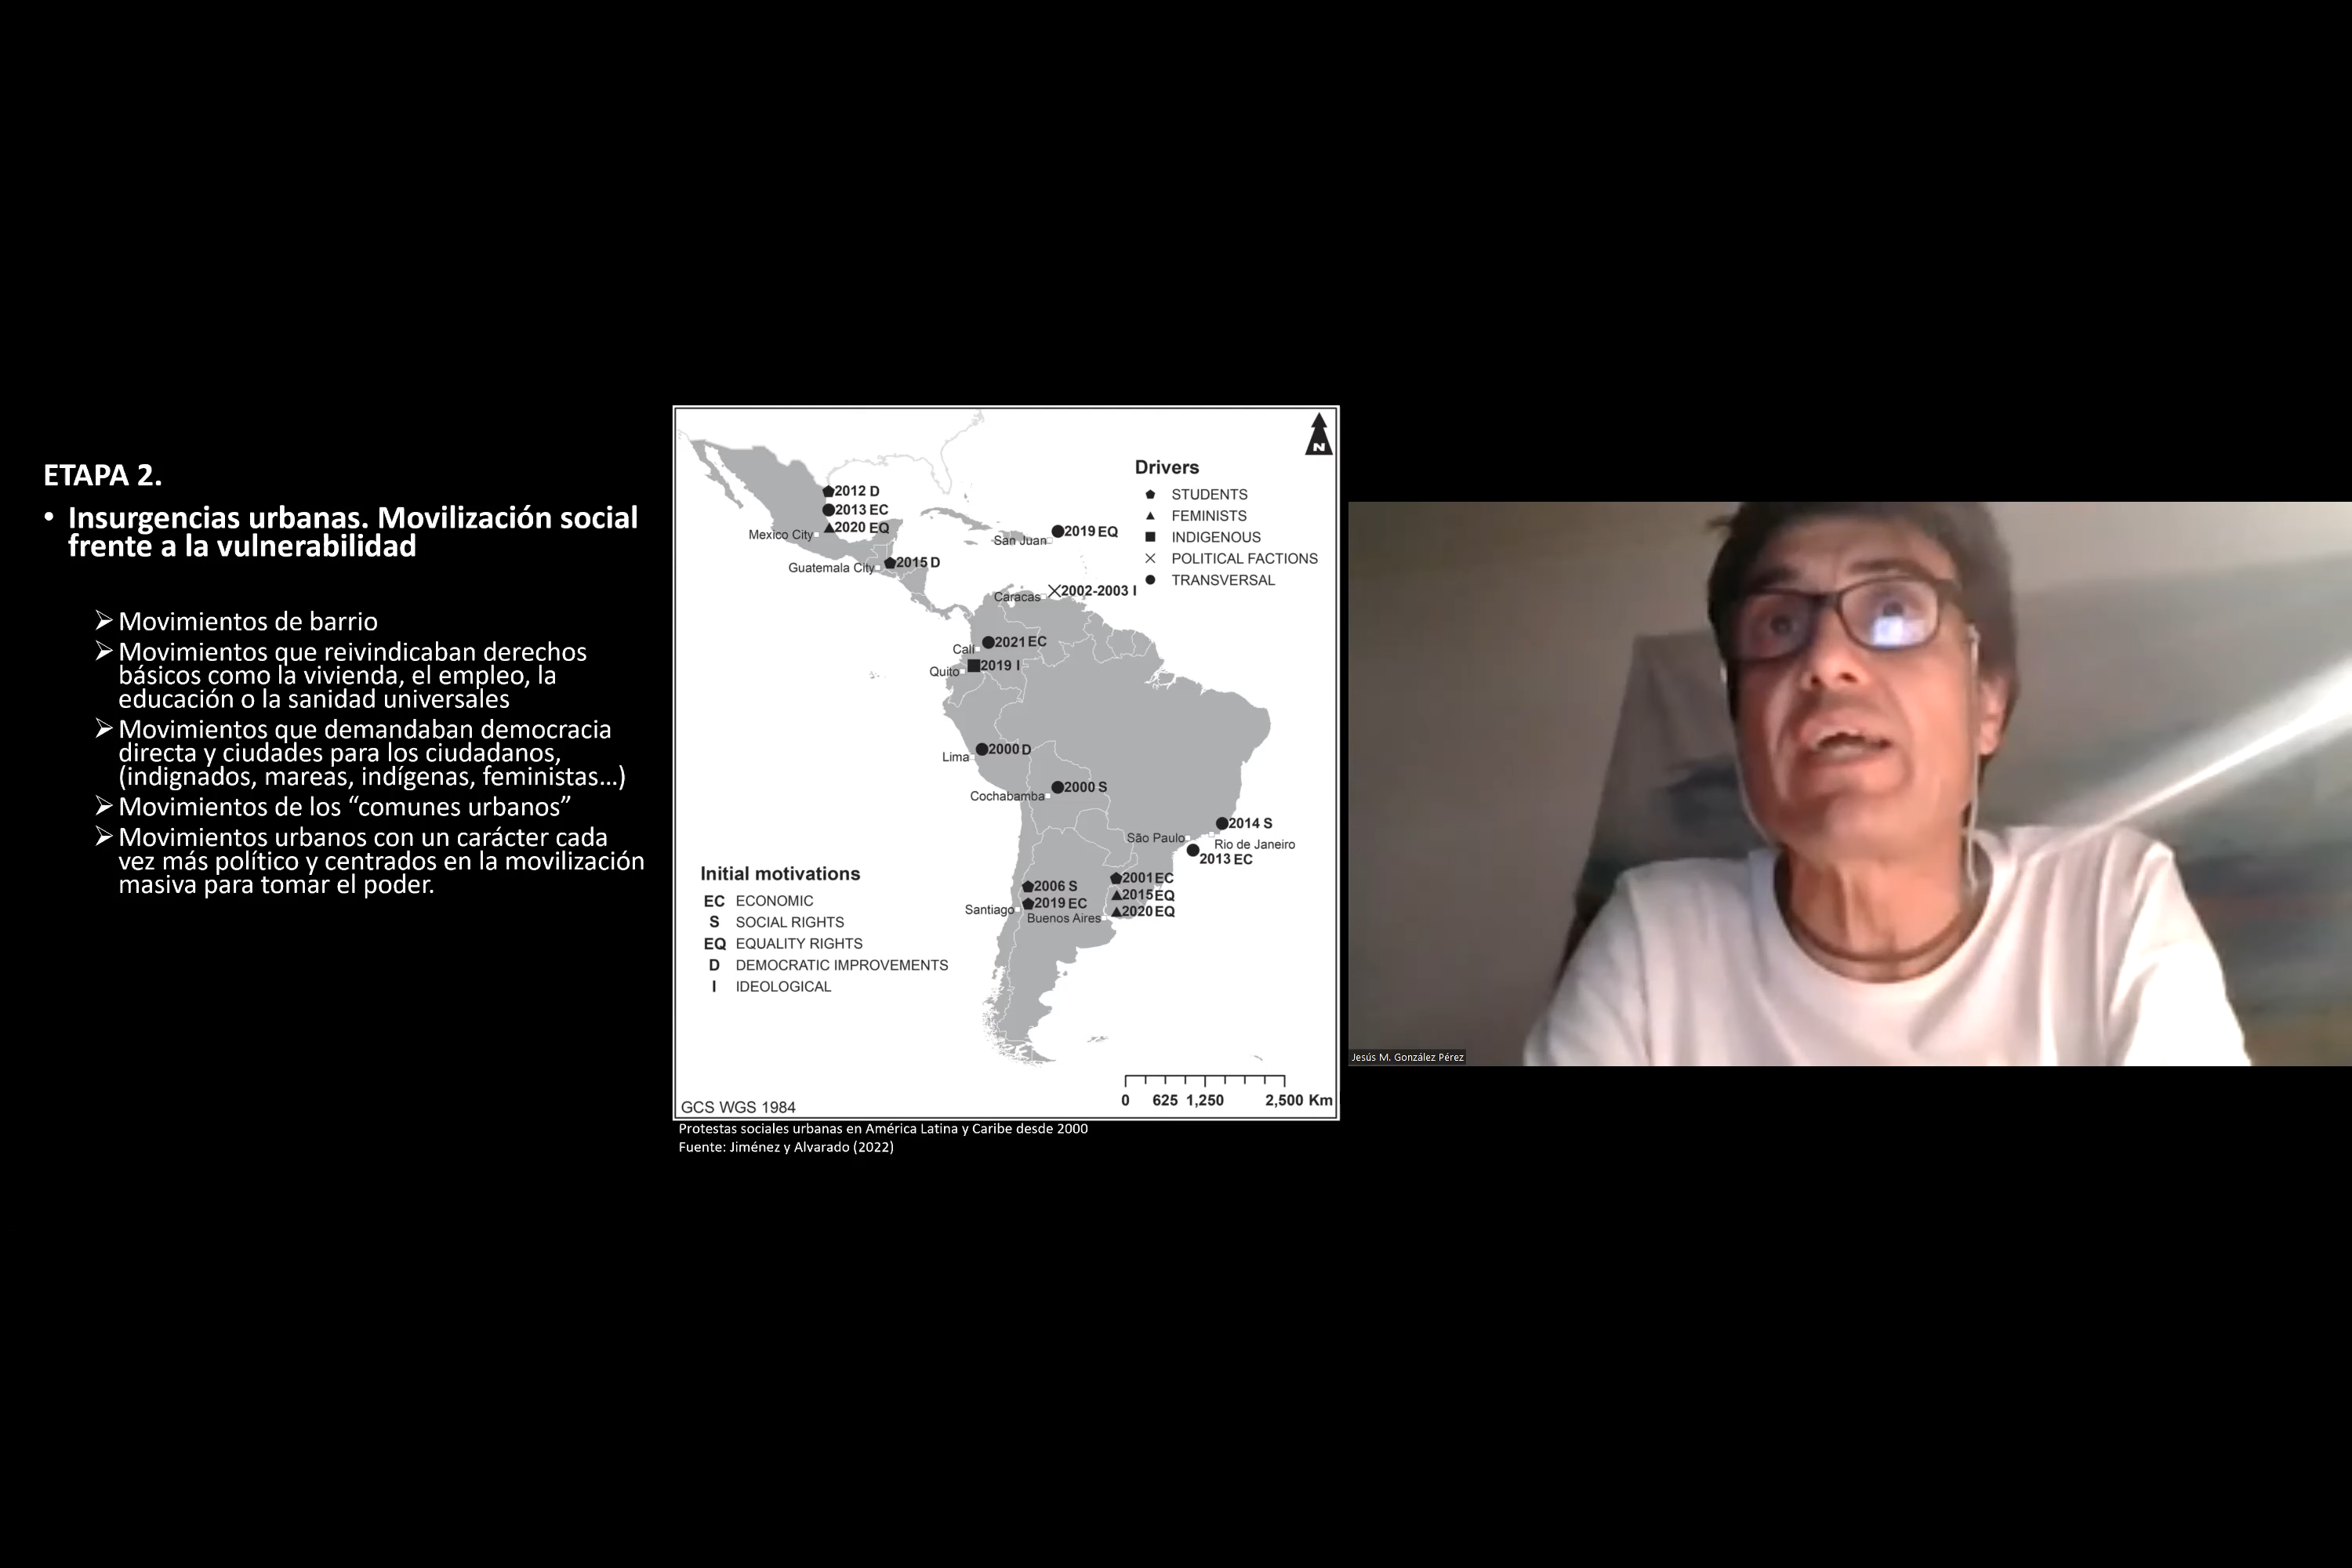 ETAPA 2.
• Insurgencias urbanas. Movilización social
frente a la vulnerabilidad
Movimientos de barrio
Movimientos que reivindicaban derechos
básicos como la vivienda, el empleo, la
educación o la sanidad universales
Movimientos que demandaban democracia
directa y ciudades para los ciudadanos,
(indignados, mareas, indígenas, feministas...)
Movimientos de los “comunes urbanos”
Movimientos urbanos con un carácter cada
vez más político y centrados en la movilización
masiva para tomar el poder.
N
Drivers
STUDENTS
FEMINISTS
INDIGENOUS
POLITICAL FACTIONS
TRANSVERSAL
2012 D
2013 EC
2020 EQ
Mexico City
2015 D
Guatemala City
2019 EQ
San Juan
2002-2003 I
Caracas
2021 EC
Cali
2019 I
Quito
2000 D
Lima
2000 S
Cochabamba
2014 S
São Paulo
Rio de Janeiro
2013 EC
2001 EC
2015 EQ
2020 EQ
Buenos Aires
2006 S
2019 EC
Santiago
Initial motivations
EC ECONOMIC
S SOCIAL RIGHTS
EQ EQUALITY RIGHTS
D DEMOCRATIC IMPROVEMENTS
I IDEOLOGICAL
0 625 1,250 2,500 Km
GCS WGS 1984
Protestas sociales urbanas en América Latina y Caribe desde 2000
Fuente: Jiménez y Alvarado (2022)
Jesús M. González Pérez